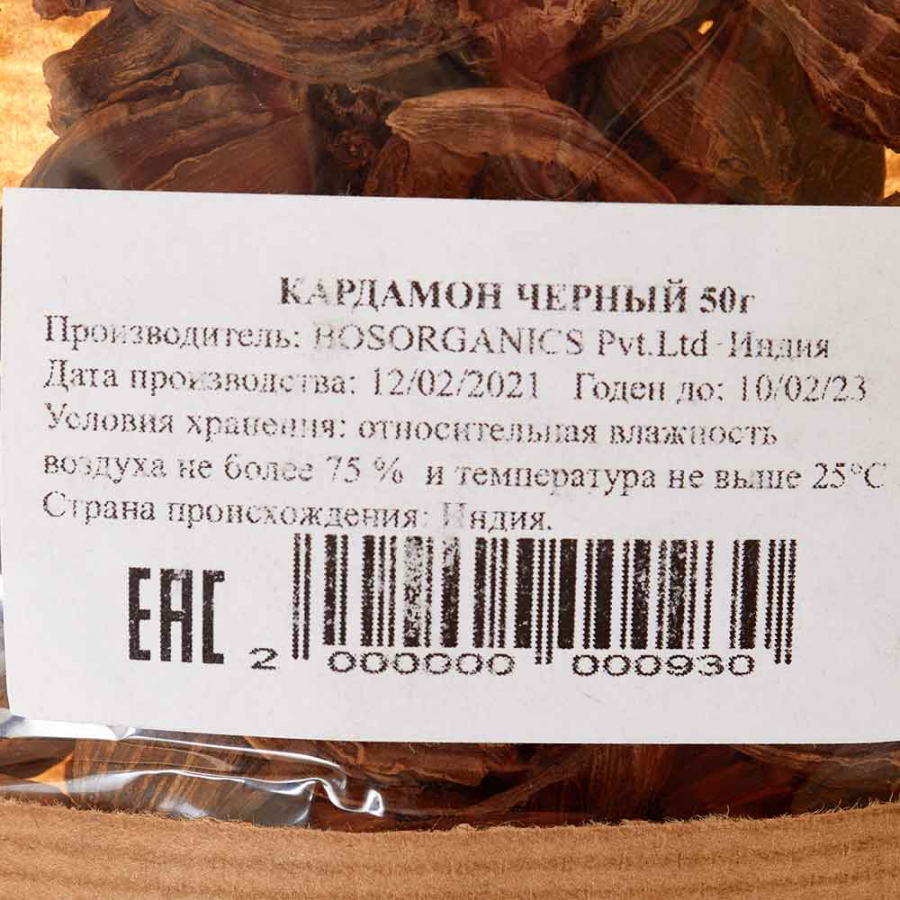 КАРДАМОН ЧЕРНЫЙ 50г
Производитель: BOSORGANICS Pvt.Ltd-Индия
Дата производства: 12/02/2021 Годен до: 10/02/23
Условия хранения: относительная влажность
воздуха не более 75 % и температура не выше 25°C
Страна происхождения: Индия.
EAC
2 000000 000930